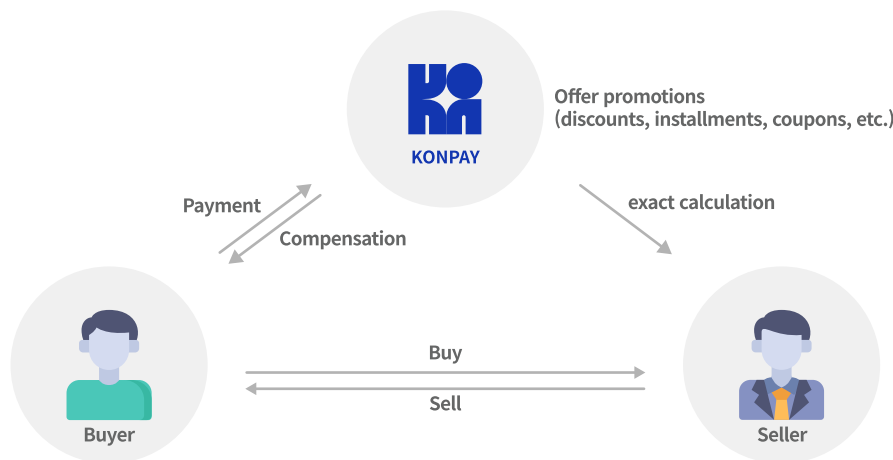 KONPAY
Offer promotions
(discounts, installments, coupons, etc.)
Payment
Compensation
exact calculation
Buy
Sell
Buyer
Seller